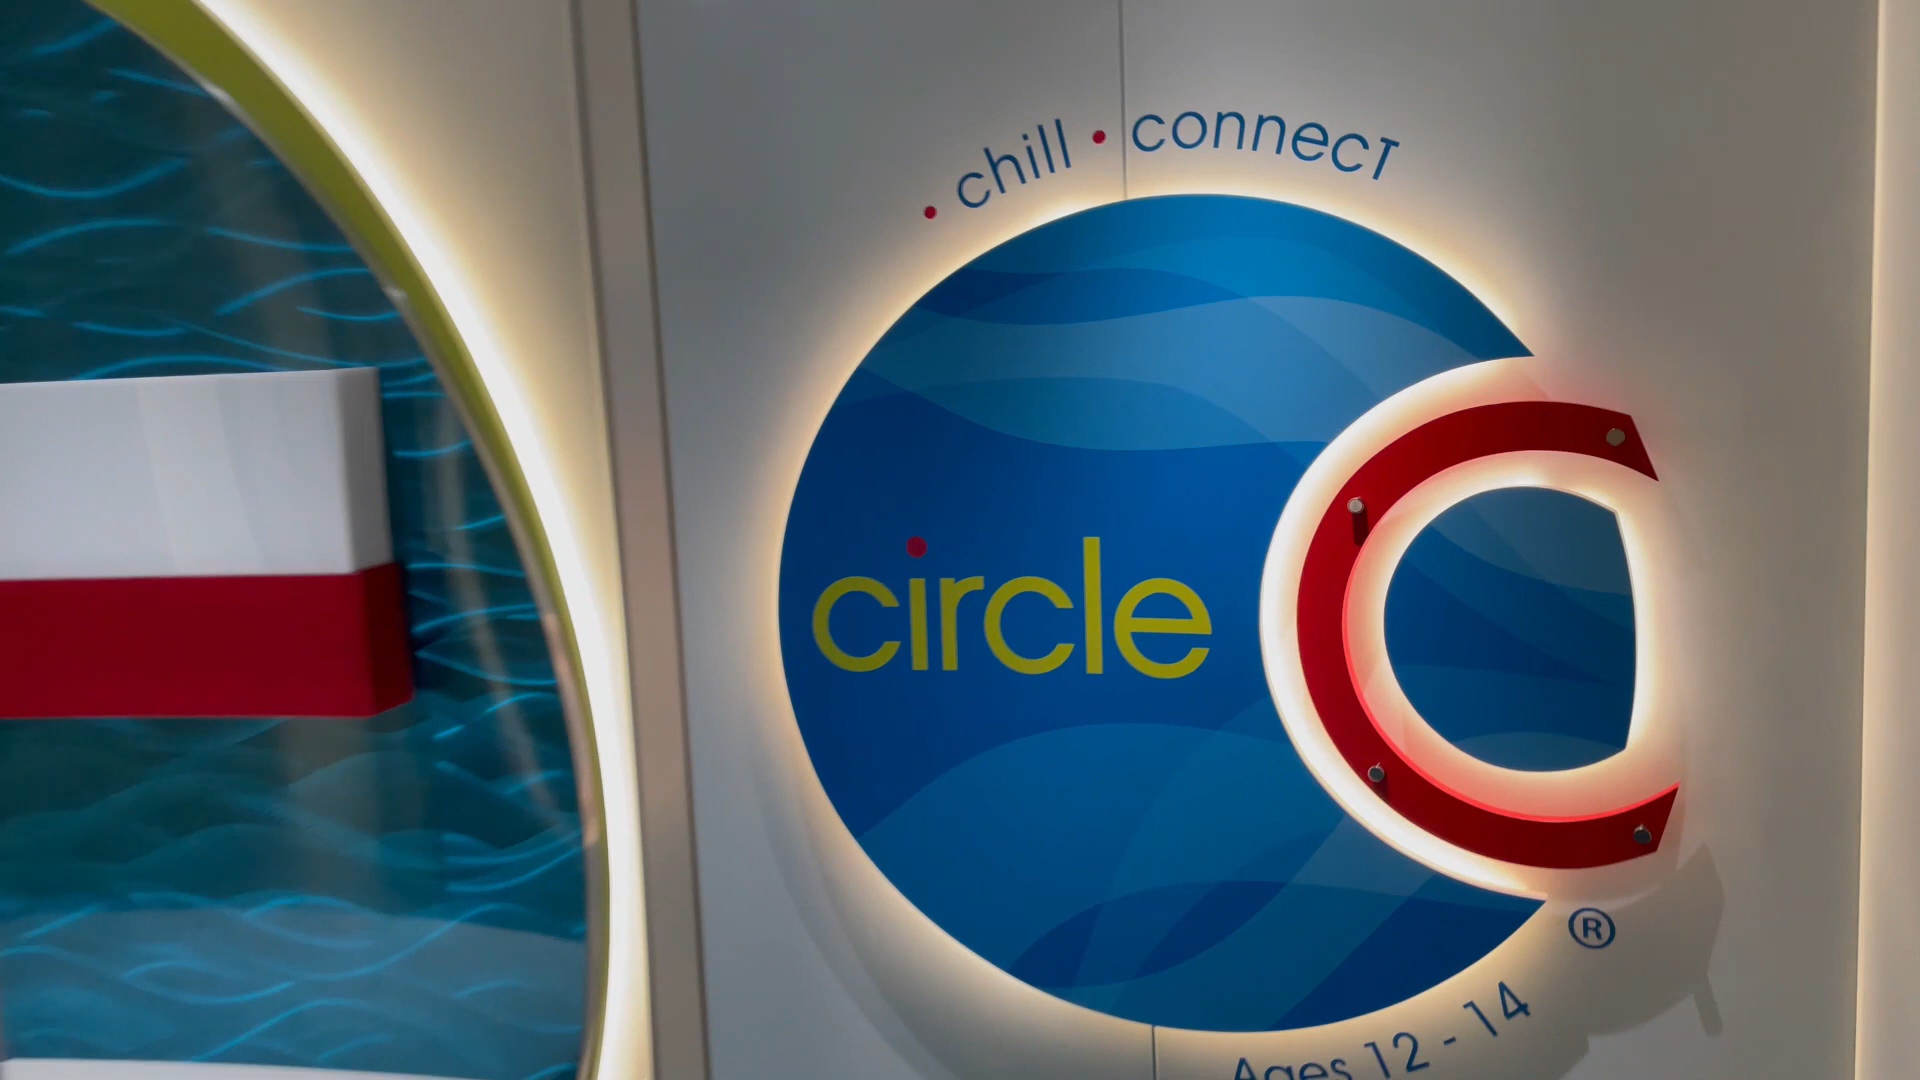 • chill • connecT
circle C
®
Ages 12 - 14